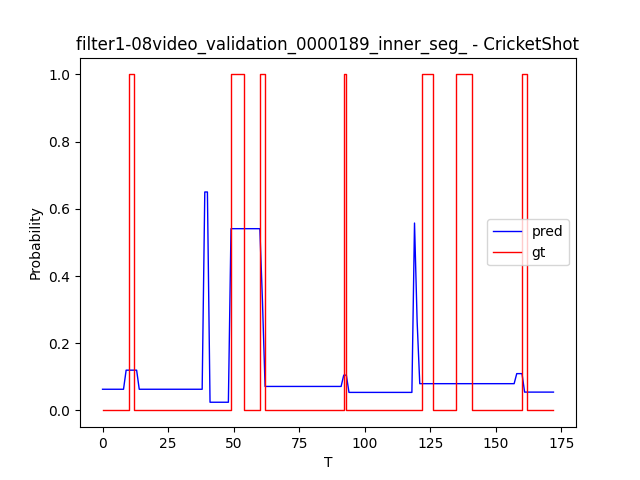 filter1-08video_validation_0000189_inner_seg_ - CricketShot
1.0
0.8
0.6
0.4
0.2
0.0
Probability
pred
gt
0
25
50
75
100
125
150
175
T